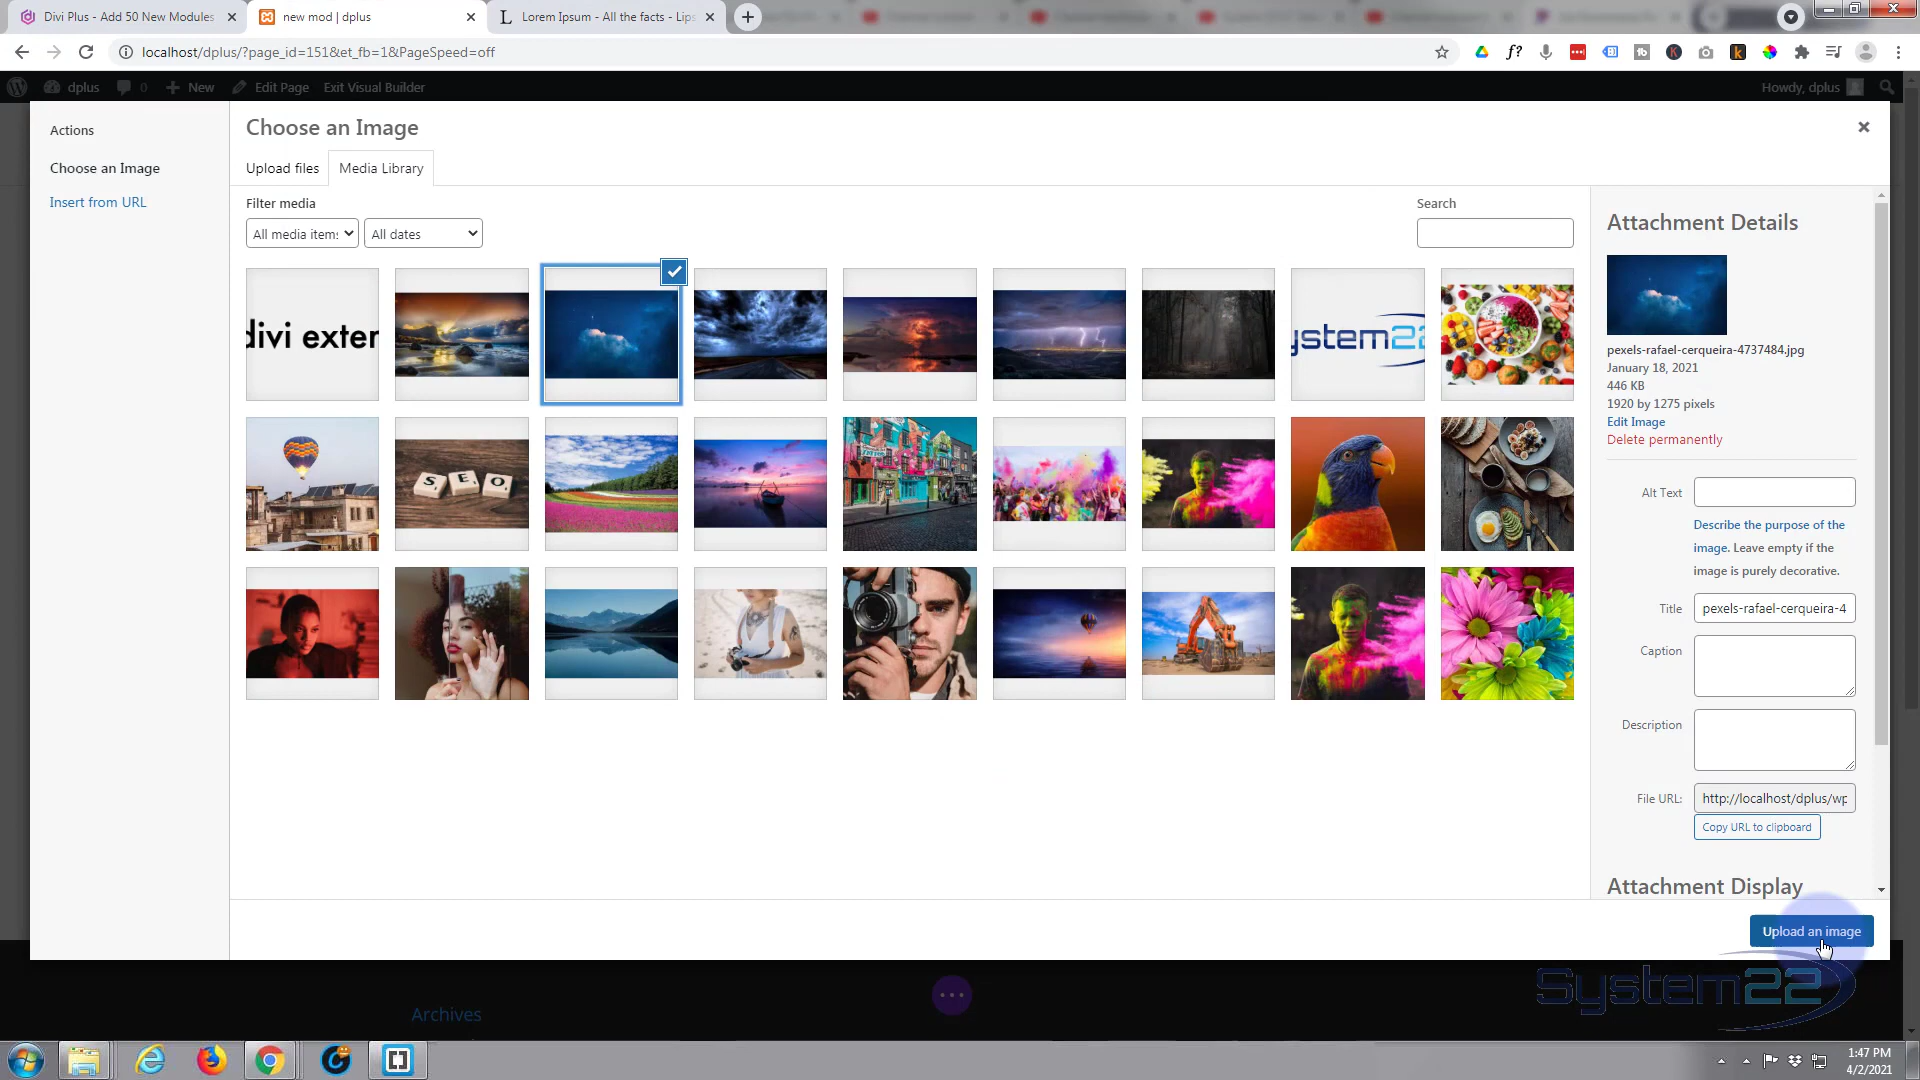 Divi Plus - Add 50 New Modules
new mod | dplus
Lorem Ipsum - All the facts - Lips
localhost/dplus/?page_id=151&et_fb=1&PageSpeed=off
dplus
0
New
Edit Page
Exit Visual Builder
Howdy, dplus
Actions
Choose an Image
Insert from URL
Choose an Image
Upload files
Media Library
Filter media
All media items
All dates
Search
divi exten
ystem22
SEO
Attachment Details
pexels-rafael-cerqueira-4737484.jpg
January 18, 2021
446 KB
1920 by 1275 pixels
Edit Image
Delete permanently
Alt Text
Describe the purpose of the
image. Leave empty if the
image is purely decorative.
Title
pexels-rafael-cerqueira-4
Caption
Description
File URL:
http://localhost/dplus/wp
Copy URL to clipboard
Attachment Display
Upload an image
System22
Archives
1:47 PM
4/2/2021